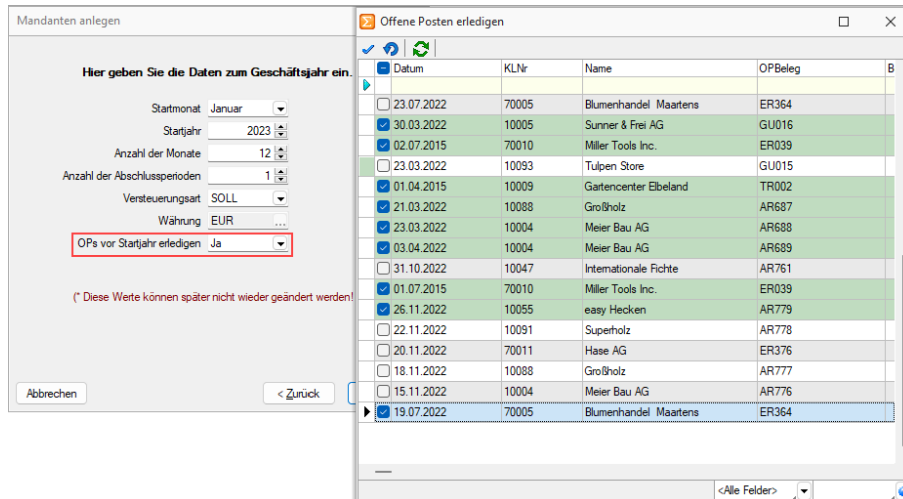 Mandanten anlegen
Hier geben Sie die Daten zum Geschäftsjahr ein.
Startmonat Januar
Startjahr 2023
Anzahl der Monate 12
Anzahl der Abschlussperioden 1
Versteuerungsart SOLL
Währung EUR ...
OPs vor Startjahr erledigen Ja
(* Diese Werte können später nicht wieder geändert werden!
Abbrechen
< Zurück
Offene Posten erledigen
Datum KLNr Name OPBeleg B
23.07.2022 70005 Blumenhandel Maartens ER364
30.03.2022 10005 Sunner & Frei AG GU016
02.07.2015 70010 Miller Tools Inc. ER039
23.03.2022 10093 Tulpen Store GU015
01.04.2015 10009 Gartencenter Elbeland TR002
21.03.2022 10088 Großholz AR687
23.03.2022 10004 Meier Bau AG AR688
03.04.2022 10004 Meier Bau AG AR689
31.10.2022 10047 Internationale Fichte AR761
01.07.2015 70010 Miller Tools Inc. ER039
26.11.2022 10055 easy Hecken AR779
22.11.2022 10091 Superholz AR778
20.11.2022 70011 Hase AG ER376
18.11.2022 10088 Großholz AR777
15.11.2022 10004 Meier Bau AG AR776
19.07.2022 70005 Blumenhandel Maartens ER364
<Alle Felder>